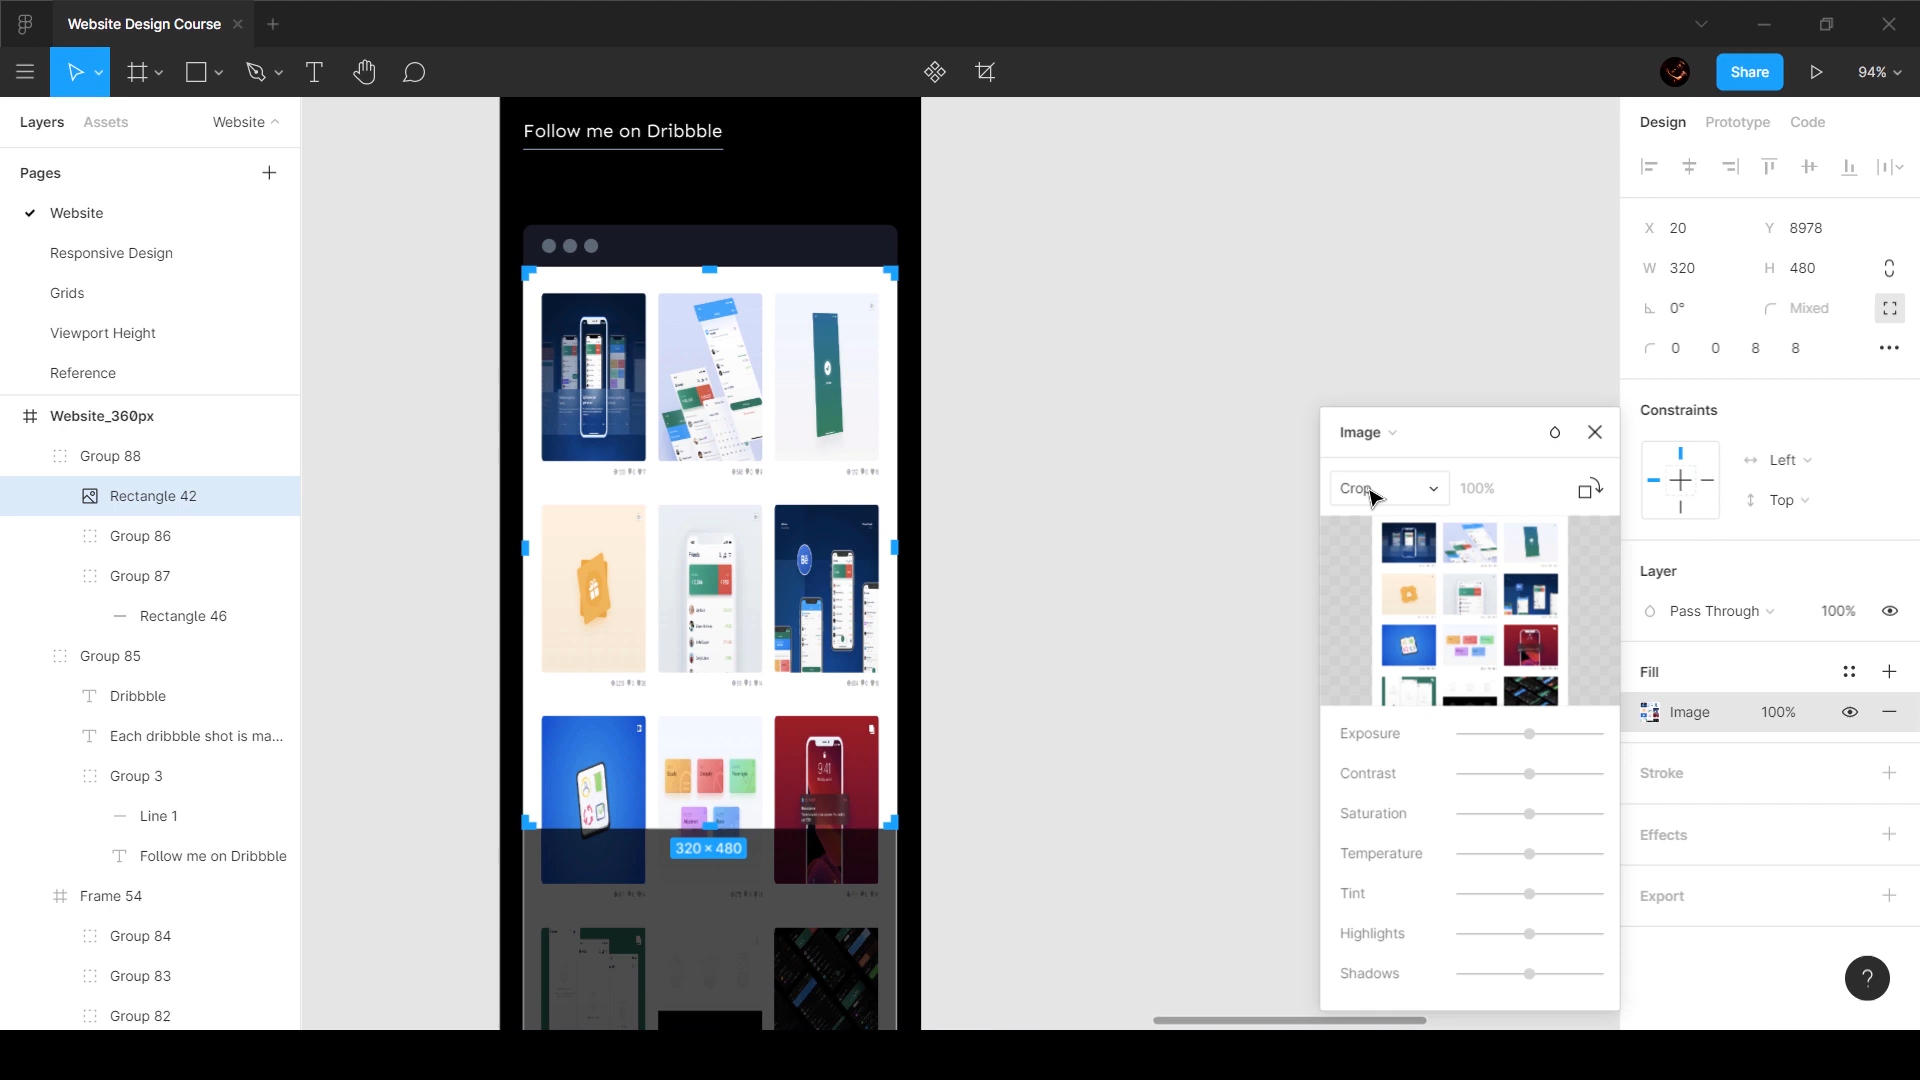 Website Design Course
Share
94%
Layers
Assets
Website
Pages
Website
Responsive Design
Grids
Viewport Height
Reference
Website_360px
Group 88
Rectangle 42
Group 86
Group 87
Rectangle 46
Group 85
Dribbble
Each dribbble shot is ma...
Group 3
Line 1
Follow me on Dribbble
Frame 54
Group 84
Group 83
Group 82
Follow me on Dribbble
Bē
9:41
320 × 480
Image
Crop
100%
Exposure
Contrast
Saturation
Temperature
Tint
Highlights
Shadows
Design
Prototype
Code
X 20
Y 8978
W 320
H 480
0°
Mixed
0 0 8 8
Constraints
Left
Top
Layer
Pass Through
100%
Fill
Image
100%
Stroke
Effects
Export
?